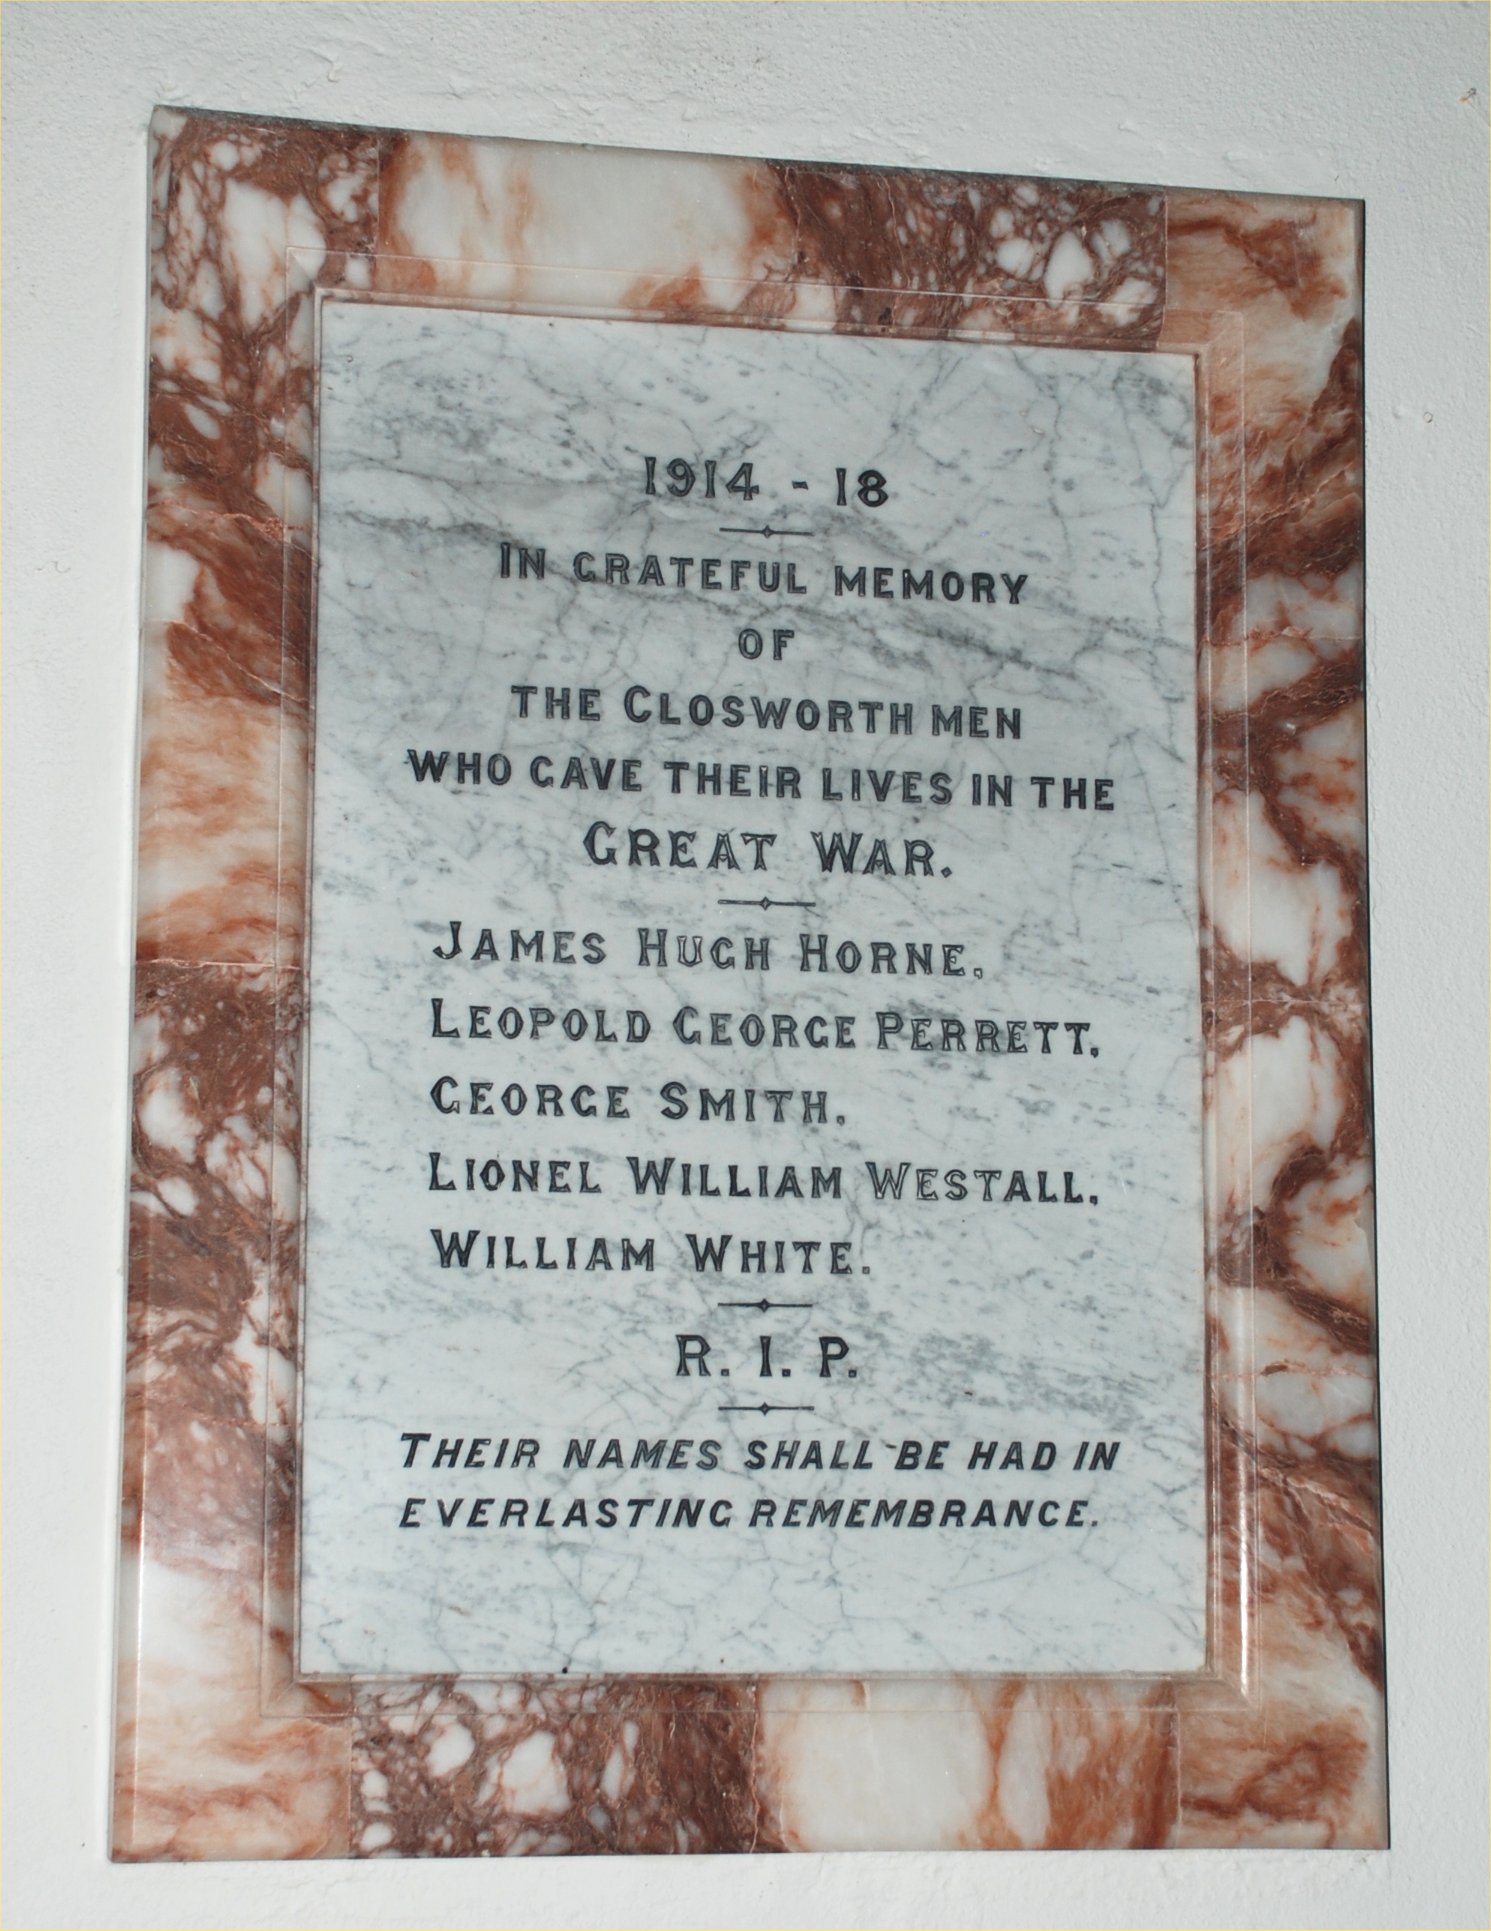 1914 - 18
IN GRATEFUL MEMORY
OF
THE CLOSWORTH MEN
WHO GAVE THEIR LIVES IN THE
GREAT WAR.
JAMES HUGH HORNE.
LEOPOLD GEORGE PERRETT.
GEORGE SMITH.
LIONEL WILLIAM WESTALL.
WILLIAM WHITE.
R. I. P.
THEIR NAMES SHALL BE HAD IN
EVERLASTING REMEMBRANCE.